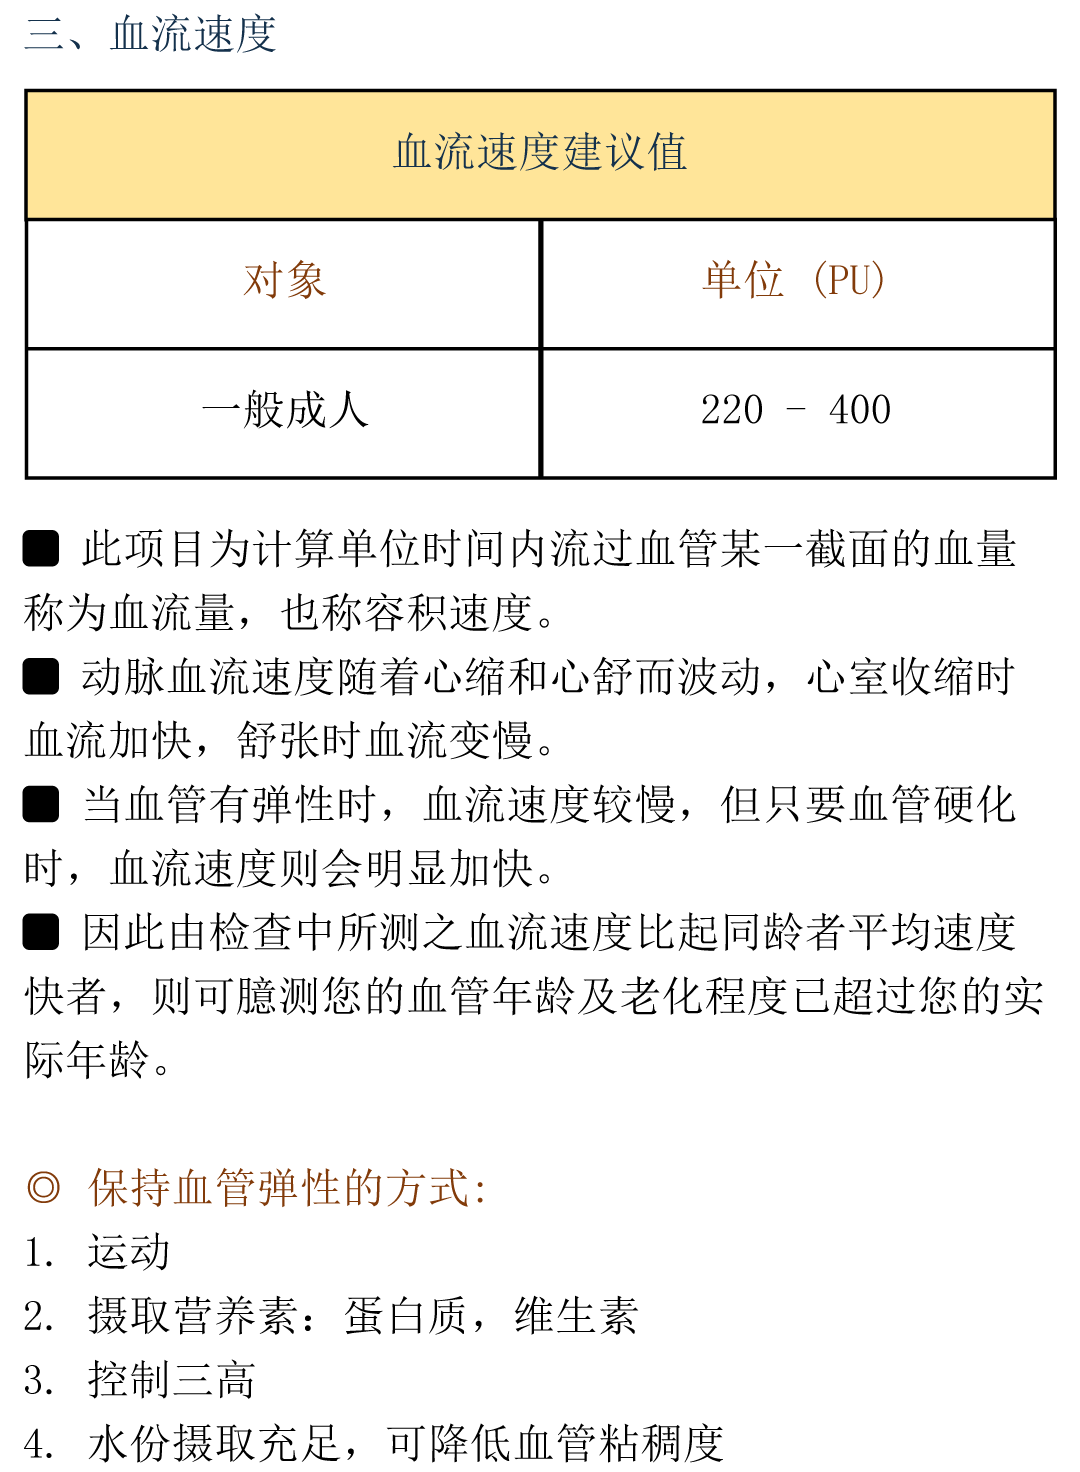 三、血流速度
血流速度建议值
对象 单位 (PU)
一般成人 220 - 400
■ 此项目为计算单位时间内流过血管某一截面的血量
称为血流量，也称容积速度。
■ 动脉血流速度随着心缩和心舒而波动，心室收缩时
血流加快，舒张时血流变慢。
■ 当血管有弹性时，血流速度较慢，但只要血管硬化
时，血流速度则会明显加快。
■ 因此由检查中所测之血流速度比起同龄者平均速度
快者，则可臆测您的血管年龄及老化程度已超过您的实
际年龄。
◎ 保持血管弹性的方式:
1. 运动
2. 摄取营养素：蛋白质，维生素
3. 控制三高
4. 水份摄取充足，可降低血管粘稠度